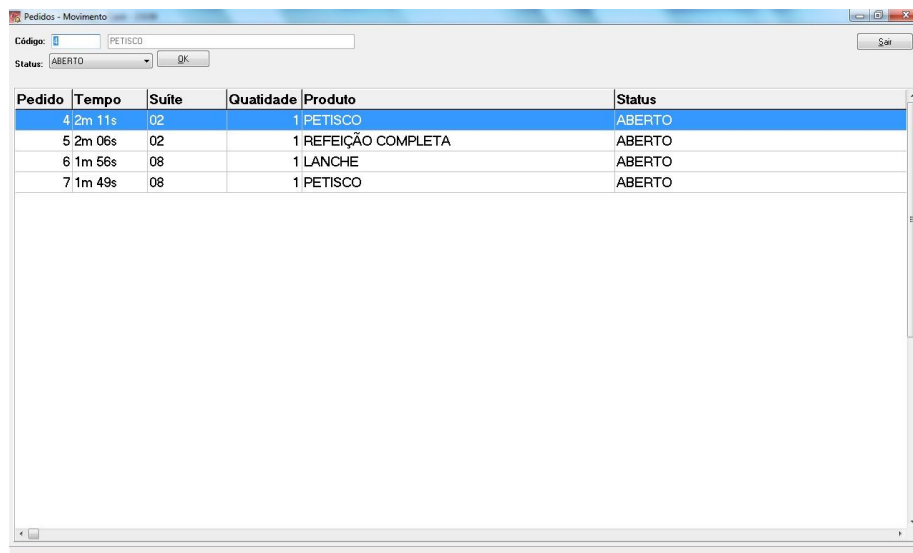 Pedidos - Movimento
Código: 4 PETISCO
Sair
Status: ABERTO OK
Pedido Tempo Suíte Quatidade Produto Status
4 2m 11s 02 1 PETISCO ABERTO
5 2m 06s 02 1 REFEIÇÃO COMPLETA ABERTO
6 1m 56s 08 1 LANCHE ABERTO
7 1m 49s 08 1 PETISCO ABERTO